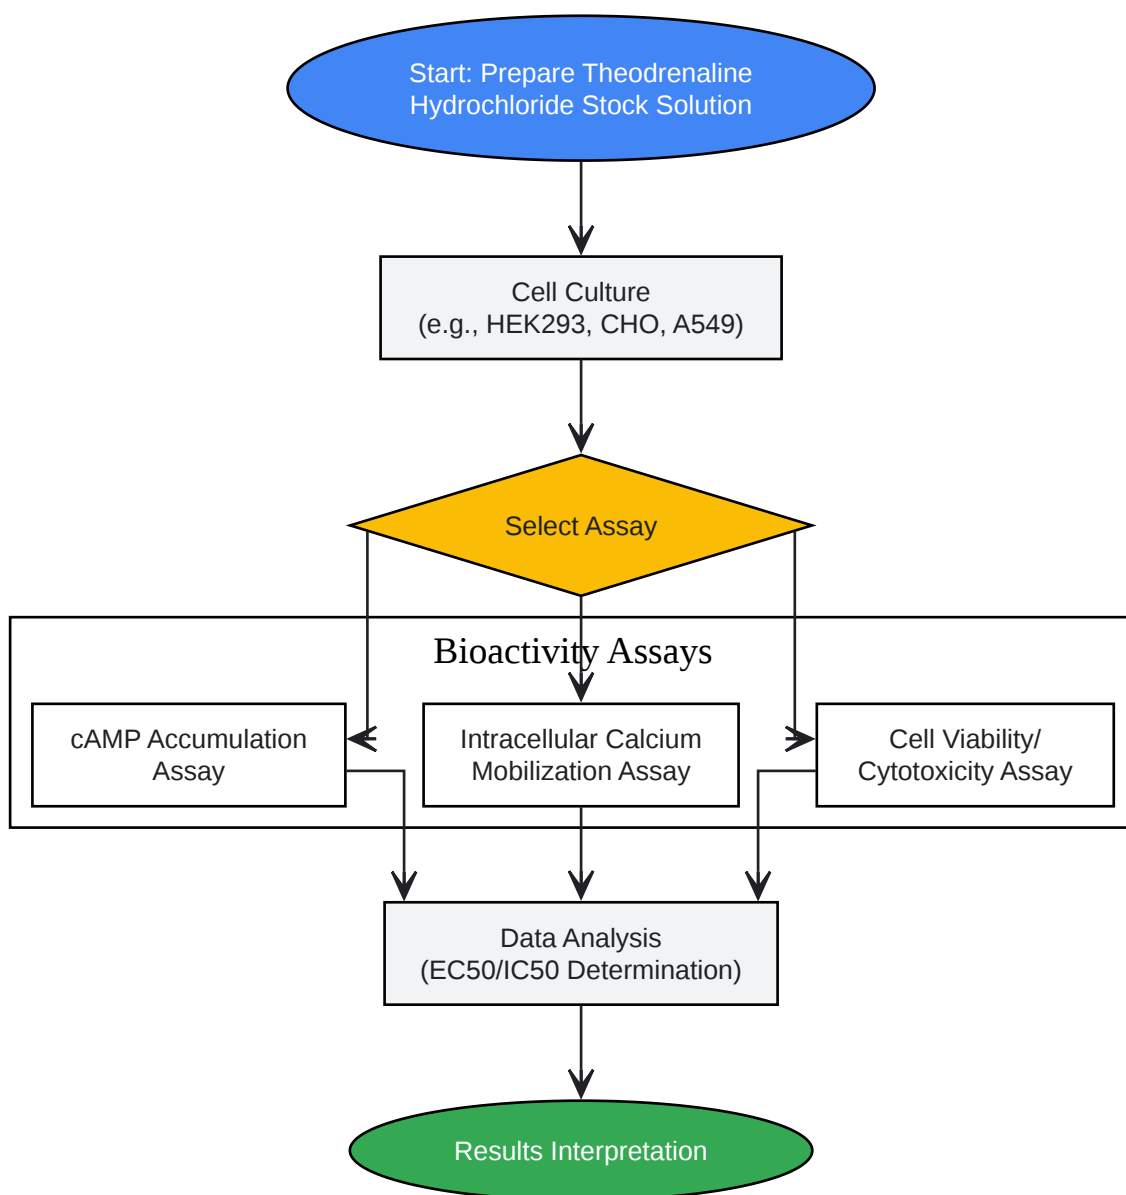 Start: Prepare Theodrenaline
Hydrochloride Stock Solution
Cell Culture
(e.g., HEK293, CHO, A549)
Select Assay
Bioactivity Assays
cAMP Accumulation
Assay
Intracellular Calcium
Mobilization Assay
Cell Viability/
Cytotoxicity Assay
Data Analysis
(EC50/IC50 Determination)
Results Interpretation